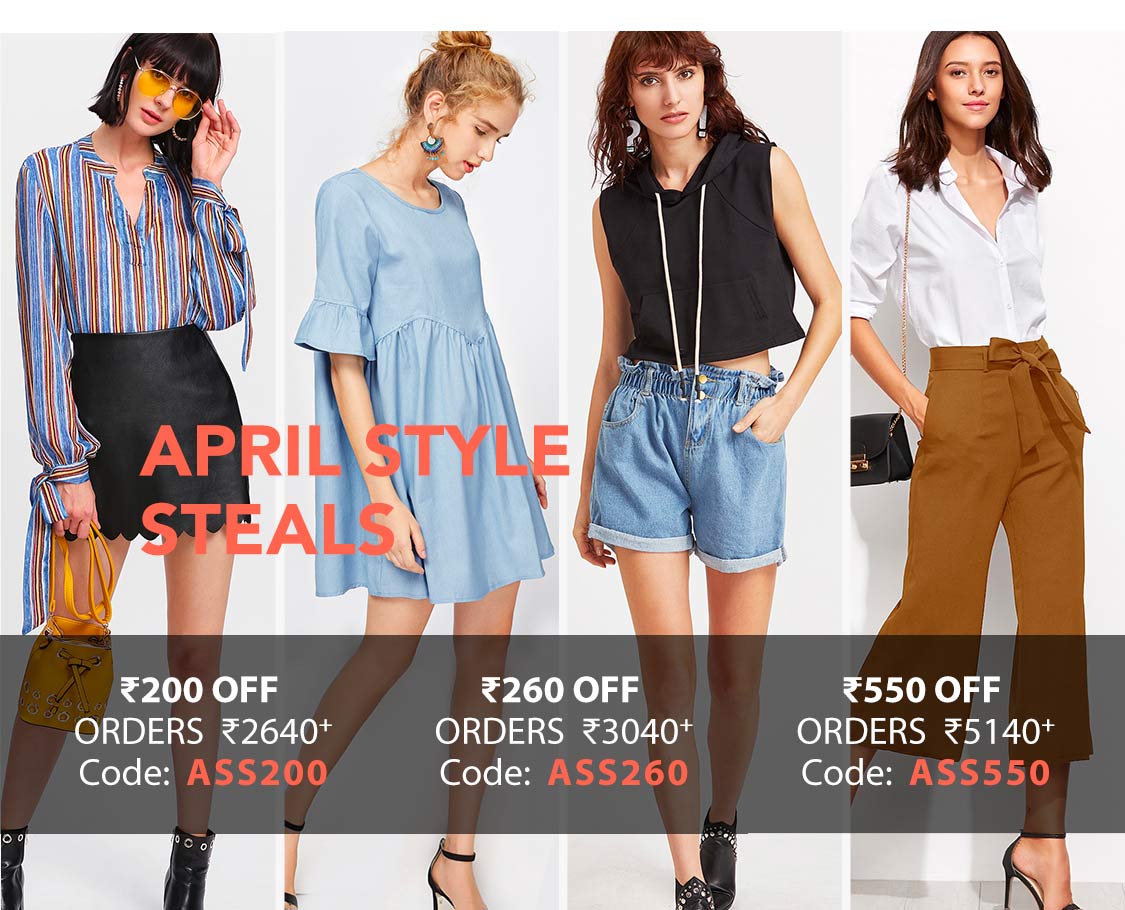 APRIL STYLE
STEALS
₹200 OFF
ORDERS ₹2640+
Code: ASS200
₹260 OFF
ORDERS ₹3040+
Code: ASS260
₹550 OFF
ORDERS ₹5140+
Code: ASS550